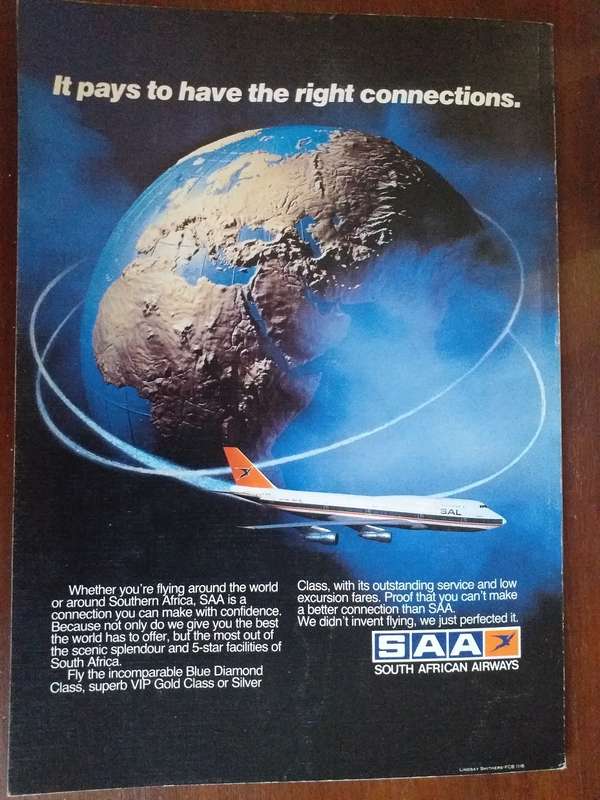 It pays to have the right connections.
SAL
Whether you're flying around the world
or around Southern Africa, SAA is a
connection you can make with confidence.
Because not only do we give you the best
the world has to offer, but the most out of
the scenic splendour and 5-star facilities of
South Africa.
Fly the incomparable Blue Diamond
Class, superb VIP Gold Class or Silver
Class, with its outstanding service and low
excursion fares. Proof that you can't make
a better connection than SAA.
We didn't invent flying, we just perfected it.
SAA
SOUTH AFRICAN AIRWAYS
LINDSAY SMITHERS-FCB